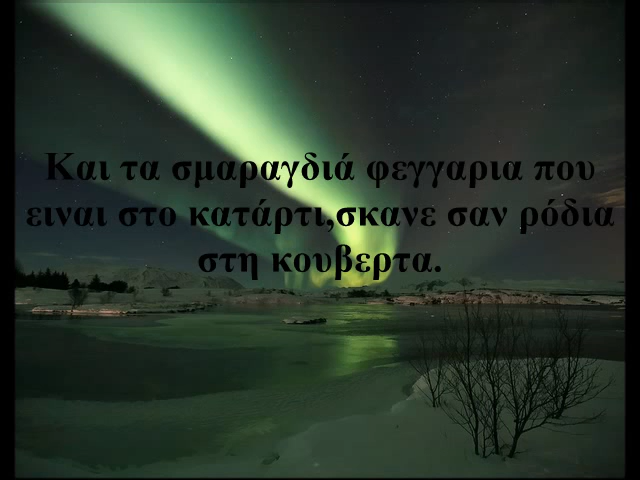 Και τα σμαραγδιά φεγγαρια που
ειναι στο κατάρτι,σκανε σαν ρόδια
στη κουβερτα.